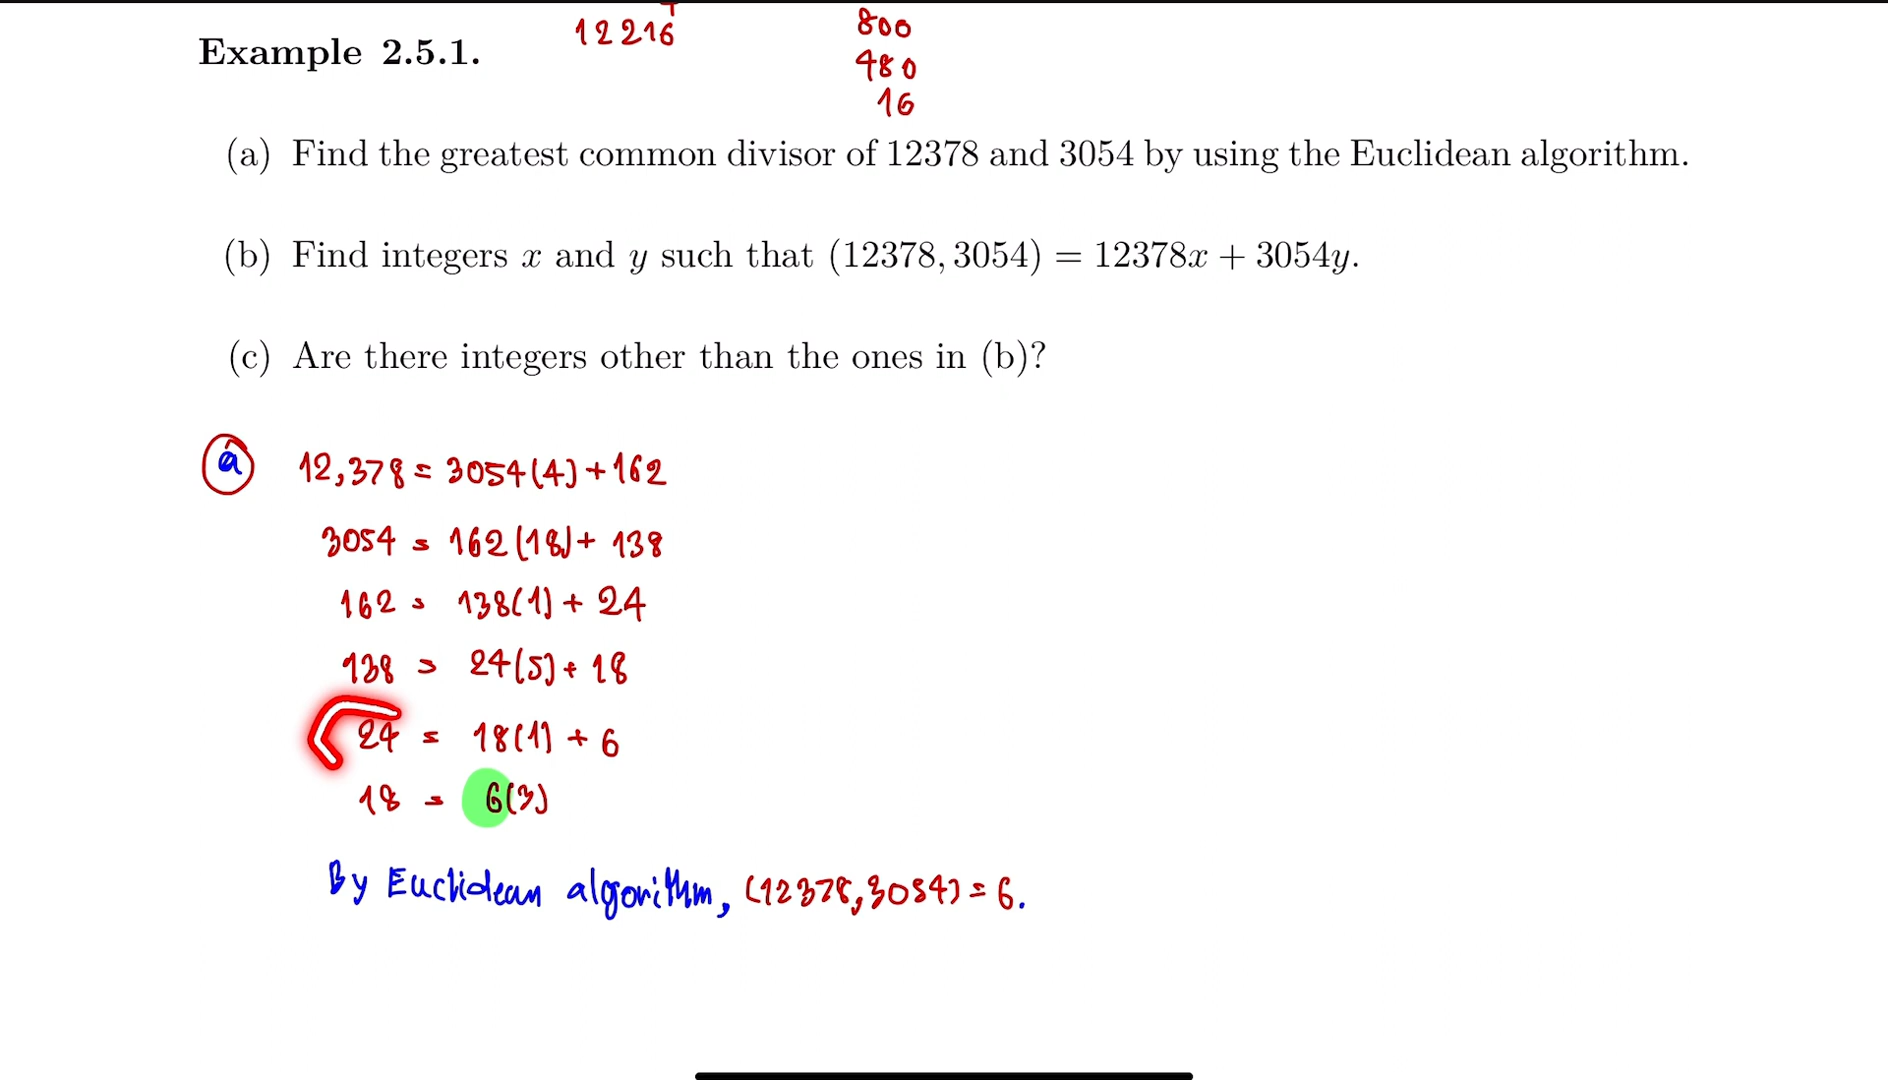 12216
800
480
16
Example 2.5.1.
(a) Find the greatest common divisor of 12378 and 3054 by using the Euclidean algorithm.
(b) Find integers x and y such that (12378, 3054) = 12378x + 3054y.
(c) Are there integers other than the ones in (b)?
a 12,378 = 3054(4) + 162
3054 = 162(18) + 138
162 = 138(1) + 24
138 = 24(5) + 18
24 = 18(1) + 6
18 = 6(3)
By Euclidean algorithm, (12378,3054) = 6.